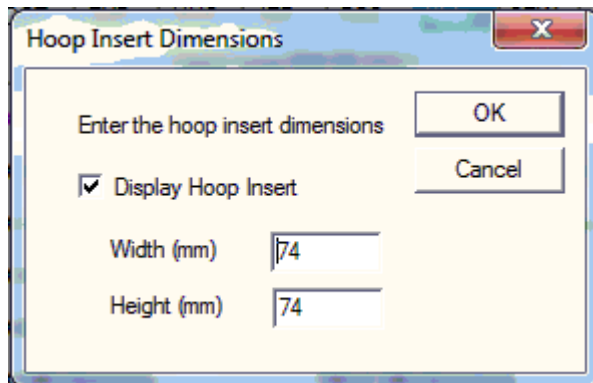 Hoop Insert Dimensions
Enter the hoop insert dimensions
OK
Display Hoop Insert
Cancel
Width (mm) 74
Height (mm) 74